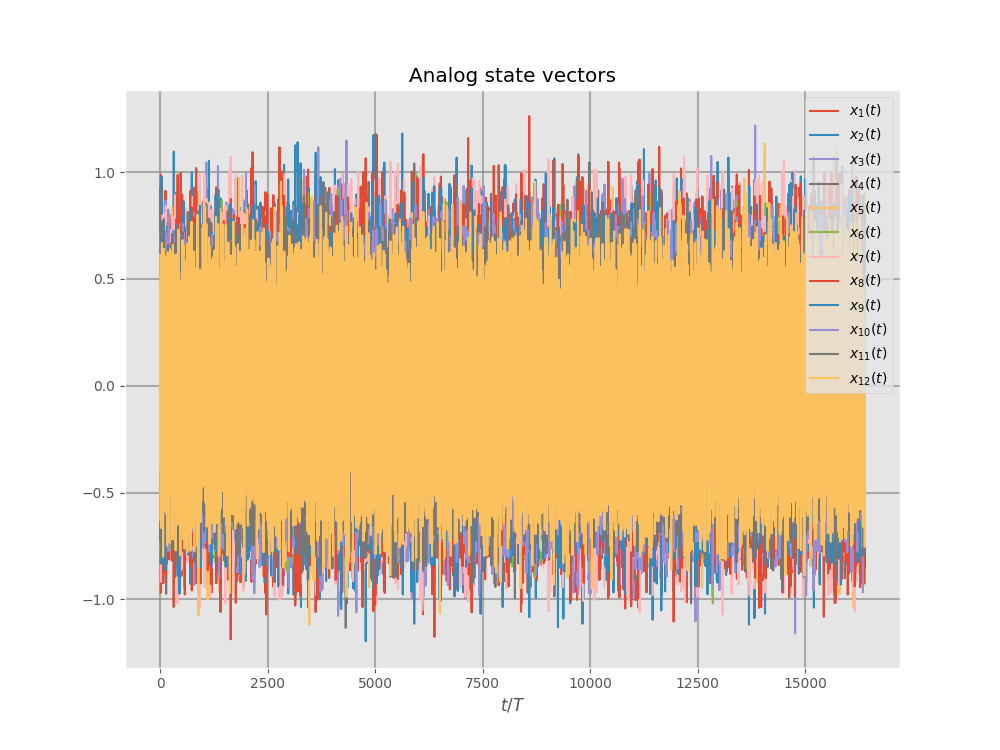 Analog state vectors
1.0
0.5
0.0
−0.5
−1.0
0 2500 5000 7500 10000 12500 15000
t/T
x₁(t)
x₂(t)
x₃(t)
x₄(t)
x₅(t)
x₆(t)
x₇(t)
x₈(t)
x₉(t)
x₁₀(t)
x₁₁(t)
x₁₂(t)